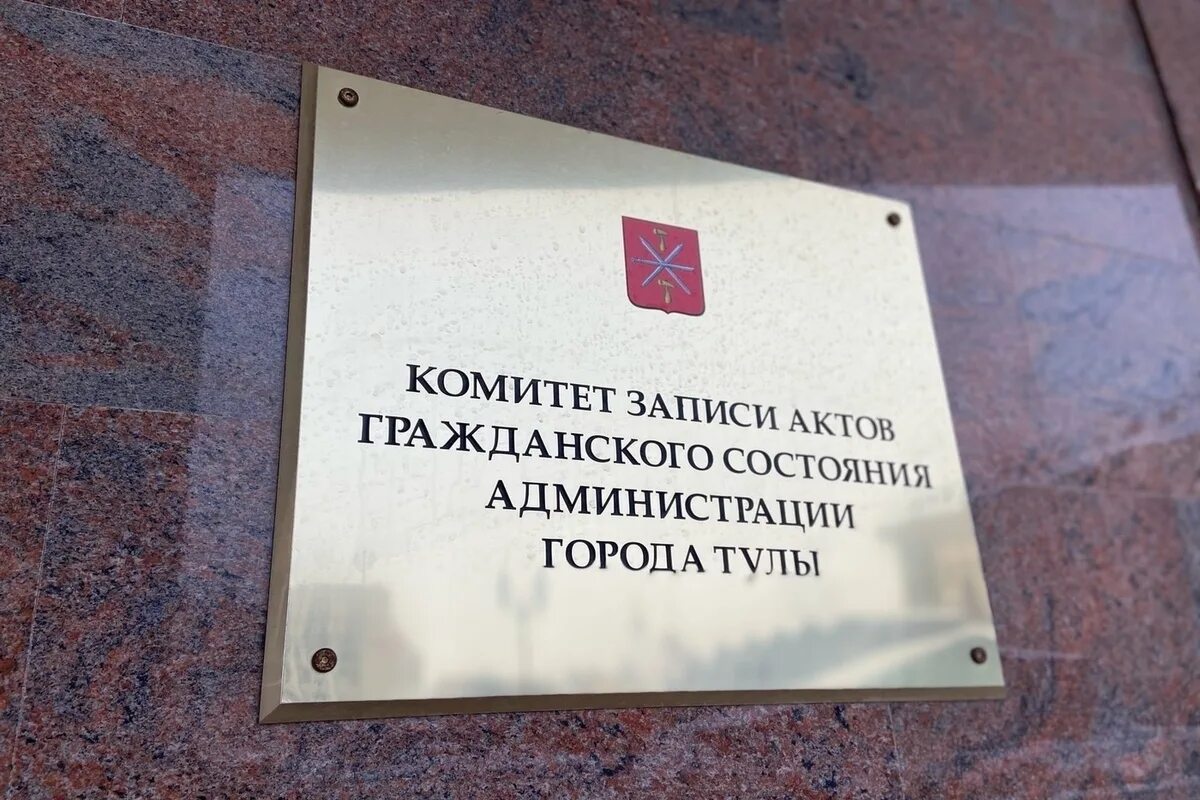 КОМИТЕТ ЗАПИСИ АКТОВ
ГРАЖДАНСКОГО СОСТОЯНИЯ
АДМИНИСТРАЦИИ
ГОРОДА ТУЛЫ